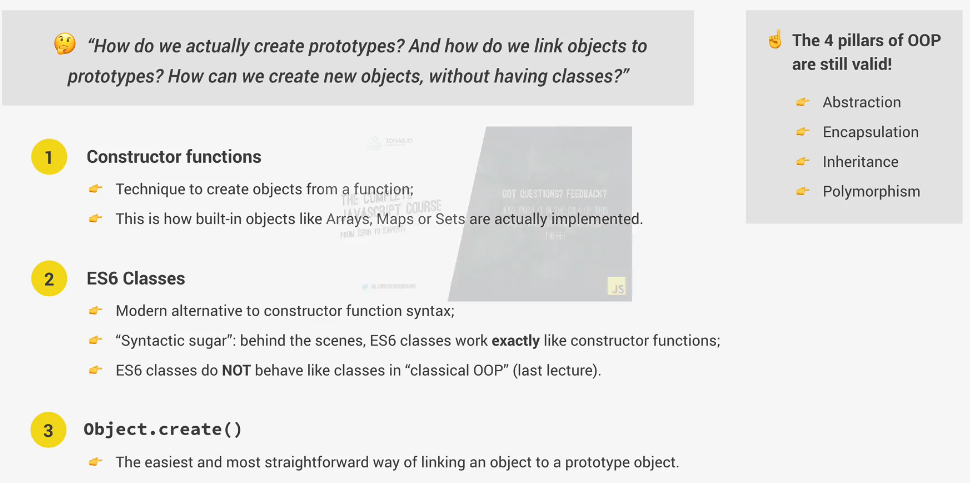 “How do we actually create prototypes? And how do we link objects to
prototypes? How can we create new objects, without having classes?”
The 4 pillars of OOP
are still valid!
Abstraction
Encapsulation
Inheritance
Polymorphism
1 Constructor functions
Technique to create objects from a function;
This is how built-in objects like Arrays, Maps or Sets are actually implemented.
THE COMPLETE
JAVASCRIPT COURSE
FROM ZERO TO EXPERT!
GOT QUESTIONS? FEEDBACK?
JS
2 ES6 Classes
Modern alternative to constructor function syntax;
“Syntactic sugar”: behind the scenes, ES6 classes work exactly like constructor functions;
ES6 classes do NOT behave like classes in “classical OOP” (last lecture).
3 Object.create()
The easiest and most straightforward way of linking an object to a prototype object.